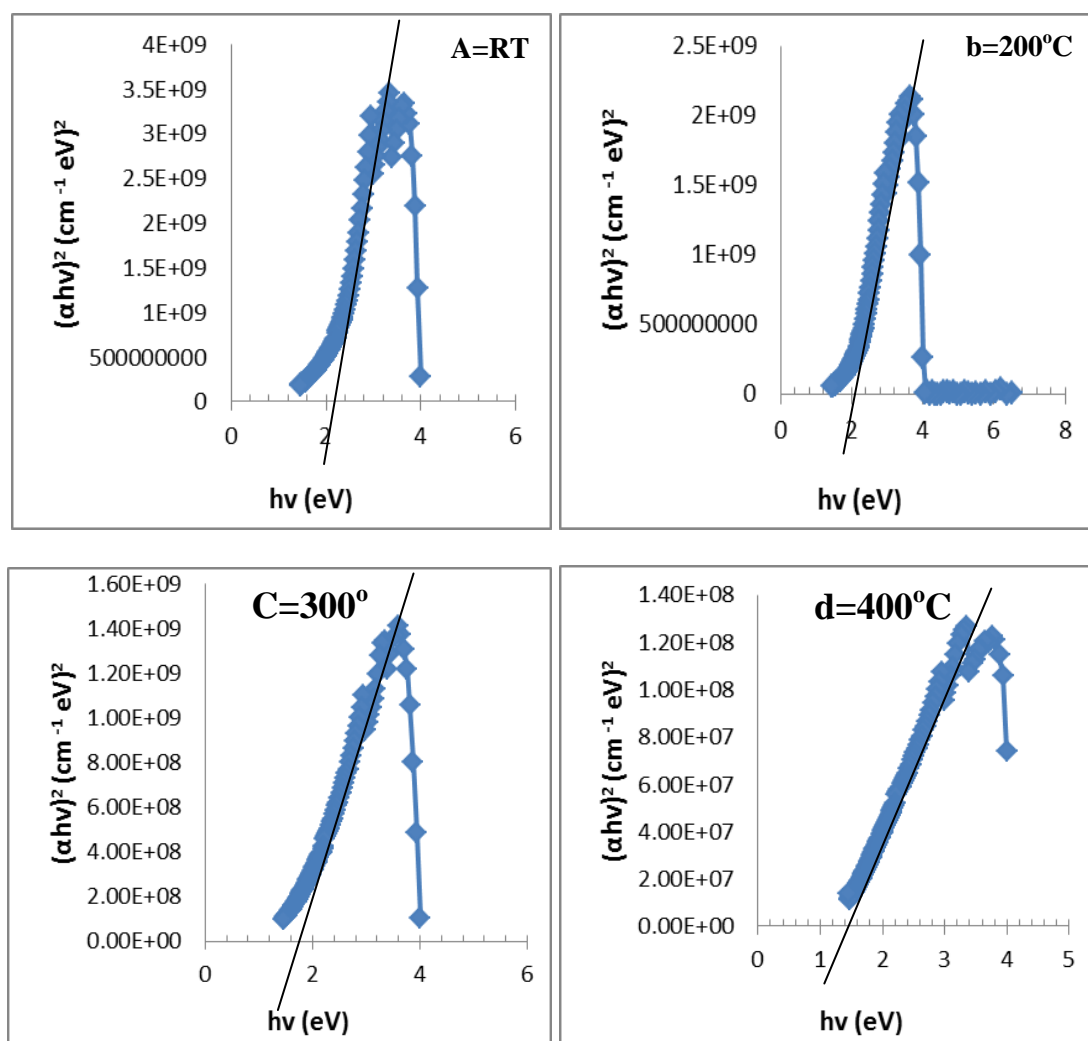 A=RT
4E+09
3.5E+09
3E+09
2.5E+09
2E+09
1.5E+09
1E+09
500000000
0
(αhν)² (cm ⁻¹ eV)²
0 2 4 6
hν (eV)
b=200°C
2.5E+09
2E+09
1.5E+09
1E+09
500000000
0
(αhν)² (cm ⁻¹ eV)²
0 2 4 6 8
hν (eV)
C=300°
1.60E+09
1.40E+09
1.20E+09
1.00E+09
8.00E+08
6.00E+08
4.00E+08
2.00E+08
0.00E+00
(αhν)² (cm ⁻¹ eV)²
0 2 4 6
hν (eV)
d=400°C
1.40E+08
1.20E+08
1.00E+08
8.00E+07
6.00E+07
4.00E+07
2.00E+07
0.00E+00
(αhν)² (cm ⁻¹ eV)²
0 1 2 3 4 5
hν (eV)